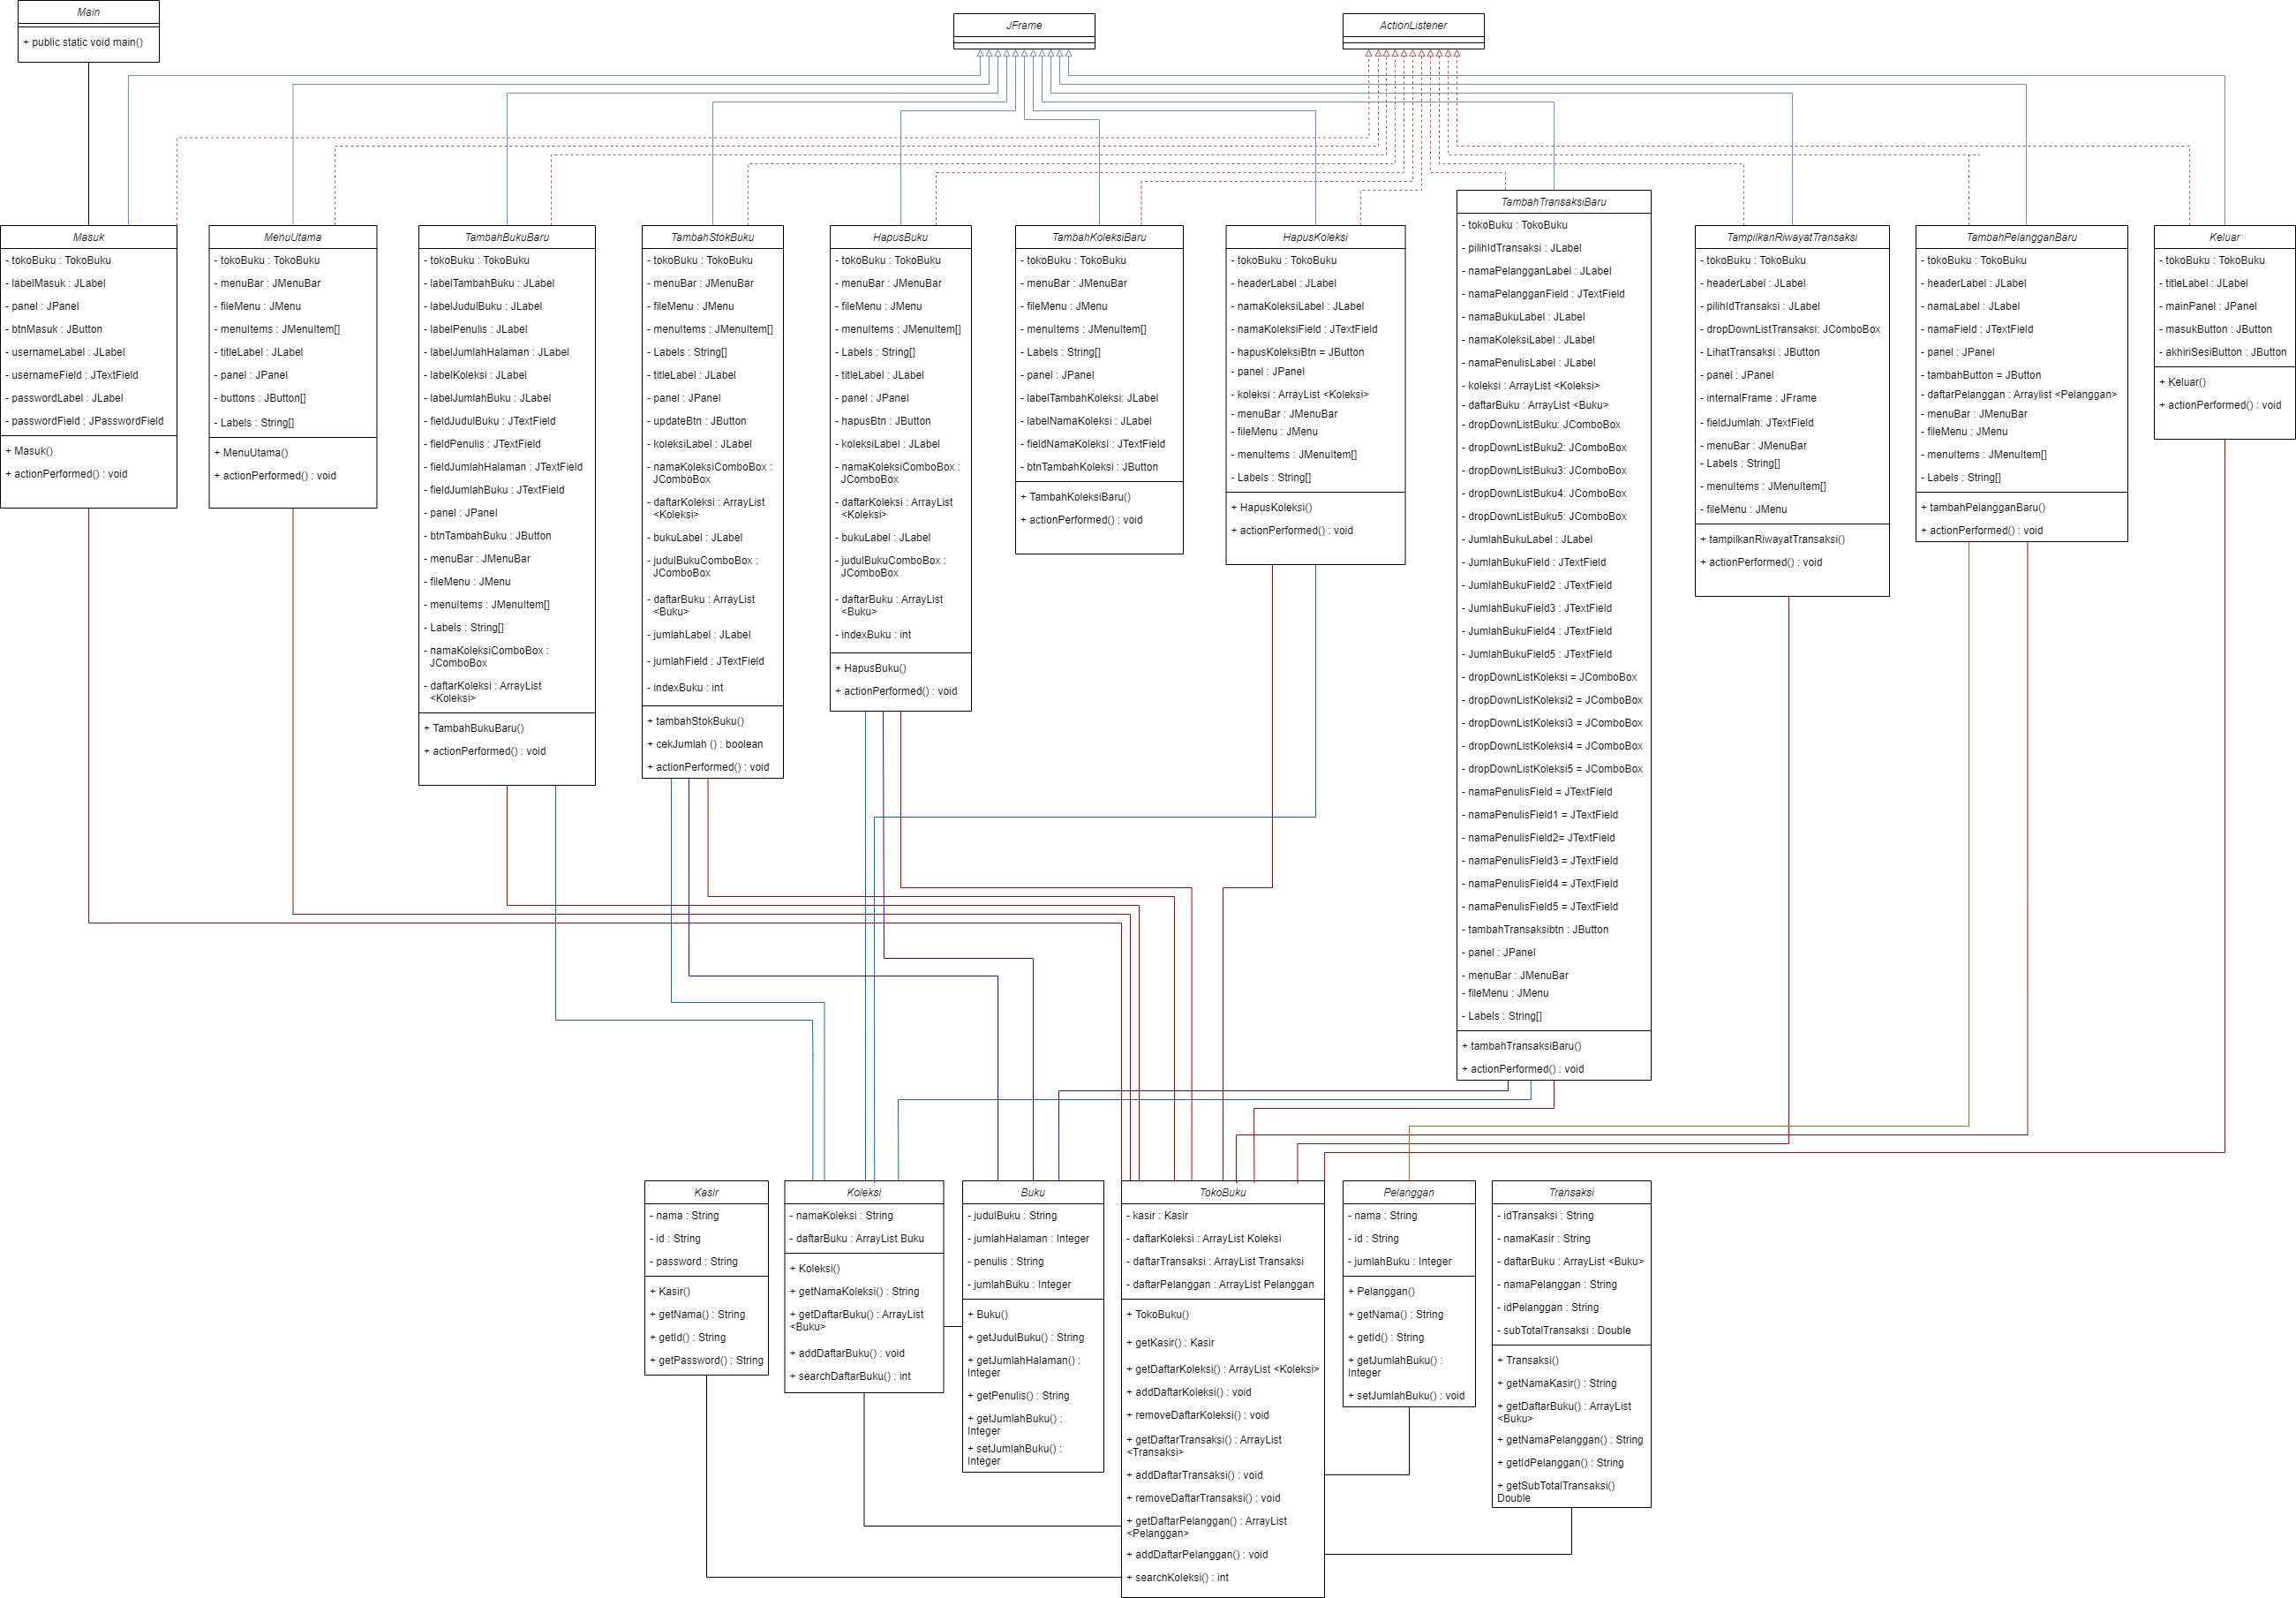 Main
+ public static void main()
JFrame
ActionListener
Masuk
- tokoBuku : TokoBuku
- labelMasuk : JLabel
- panel : JPanel
- btnMasuk : JButton
- usernameLabel : JLabel
- usernameField : JTextField
- passwordLabel : JLabel
- passwordField : JPasswordField
+ Masuk()
+ actionPerformed() : void
MenuUtama
- tokoBuku : TokoBuku
- menuBar : JMenuBar
- fileMenu : JMenu
- menuItems : JMenuItem[]
- titleLabel : JLabel
- panel : JPanel
- buttons : JButton[]
- Labels : String[]
+ MenuUtama()
+ actionPerformed() : void
TambahBukuBaru
- tokoBuku : TokoBuku
- labelTambahBuku : JLabel
- labelJudulBuku : JLabel
- labelPenulis : JLabel
- labelJumlahHalaman : JLabel
- labelKoleksi : JLabel
- labelJumlahBuku : JLabel
- fieldJudulBuku : JTextField
- fieldPenulis : JTextField
- fieldJumlahHalaman : JTextField
- fieldJumlahBuku : JTextField
- panel : JPanel
- btnTambahBuku : JButton
- menuBar : JMenuBar
- fileMenu : JMenu
- menuItems : JMenuItem[]
- Labels : String[]
- namaKoleksiComboBox :
JComboBox
- daftarKoleksi : ArrayList
<Koleksi>
+ TambahBukuBaru()
+ actionPerformed() : void
TambahStokBuku
- tokoBuku : TokoBuku
- menuBar : JMenuBar
- fileMenu : JMenu
- menuItems : JMenuItem[]
- Labels : String[]
- titleLabel : JLabel
- panel : JPanel
- updateBtn : JButton
- koleksiLabel : JLabel
- namaKoleksiComboBox :
JComboBox
- daftarKoleksi : ArrayList
<Koleksi>
- bukuLabel : JLabel
- judulBukuComboBox :
JComboBox
- daftarBuku : ArrayList
<Buku>
- jumlahLabel : JLabel
- jumlahField : JTextField
- indexBuku : int
+ tambahStokBuku()
+ cekJumlah () : boolean
+ actionPerformed() : void
HapusBuku
- tokoBuku : TokoBuku
- menuBar : JMenuBar
- fileMenu : JMenu
- menuItems : JMenuItem[]
- Labels : String[]
- titleLabel : JLabel
- panel : JPanel
- hapusBtn : JButton
- koleksiLabel : JLabel
- namaKoleksiComboBox :
JComboBox
- daftarKoleksi : ArrayList
<Koleksi>
- bukuLabel : JLabel
- judulBukuComboBox :
JComboBox
- daftarBuku : ArrayList
<Buku>
- indexBuku : int
+ HapusBuku()
+ actionPerformed() : void
TambahKoleksiBaru
- tokoBuku : TokoBuku
- menuBar : JMenuBar
- fileMenu : JMenu
- menuItems : JMenuItem[]
- Labels : String[]
- panel : JPanel
- labelTambahKoleksi: JLabel
- labelNamaKoleksi : JLabel
- fieldNamaKoleksi : JTextField
- btnTambahKoleksi : JButton
+ TambahKoleksiBaru()
+ actionPerformed() : void
HapusKoleksi
- tokoBuku : TokoBuku
- headerLabel : JLabel
- namaKoleksiLabel : JLabel
- namaKoleksiField : JTextField
- hapusKoleksiBtn = JButton
- panel : JPanel
- koleksi : ArrayList <Koleksi>
- menuBar : JMenuBar
- fileMenu : JMenu
- menuItems : JMenuItem[]
- Labels : String[]
+ HapusKoleksi()
+ actionPerformed() : void
TambahTransaksiBaru
- tokoBuku : TokoBuku
- pilihIdTransaksi : JLabel
- namaPelangganLabel : JLabel
- namaPelangganField : JTextField
- namaBukuLabel : JLabel
- namaKoleksiLabel : JLabel
- namaPenulisLabel : JLabel
- koleksi : ArrayList <Koleksi>
- daftarBuku : ArrayList <Buku>
- dropDownListBuku: JComboBox
- dropDownListBuku2: JComboBox
- dropDownListBuku3: JComboBox
- dropDownListBuku4: JComboBox
- dropDownListBuku5: JComboBox
- JumlahBukuLabel : JLabel
- JumlahBukuField : JTextField
- JumlahBukuField2 : JTextField
- JumlahBukuField3 : JTextField
- JumlahBukuField4 : JTextField
- JumlahBukuField5 : JTextField
- dropDownListKoleksi = JComboBox
- dropDownListKoleksi2 = JComboBox
- dropDownListKoleksi3 = JComboBox
- dropDownListKoleksi4 = JComboBox
- dropDownListKoleksi5 = JComboBox
- namaPenulisField = JTextField
- namaPenulisField1 = JTextField
- namaPenulisField2= JTextField
- namaPenulisField3 = JTextField
- namaPenulisField4 = JTextField
- namaPenulisField5 = JTextField
- tambahTransaksibtn : JButton
- panel : JPanel
- menuBar : JMenuBar
- fileMenu : JMenu
- Labels : String[]
+ tambahTransaksiBaru()
+ actionPerformed() : void
TampilkanRiwayatTransaksi
- tokoBuku : TokoBuku
- headerLabel : JLabel
- pilihIdTransaksi : JLabel
- dropDownListTransaksi: JComboBox
- LihatTransaksi : JButton
- panel : JPanel
- internalFrame : JFrame
- fieldJumlah: JTextField
- menuBar : JMenuBar
- Labels : String[]
- menuItems : JMenuItem[]
- fileMenu : JMenu
+ tampilkanRiwayatTransaksi()
+ actionPerformed() : void
TambahPelangganBaru
- tokoBuku : TokoBuku
- headerLabel : JLabel
- namaLabel : JLabel
- namaField : JTextField
- panel : JPanel
- tambahButton = JButton
- daftarPelanggan : Arraylist <Pelanggan>
- menuBar : JMenuBar
- fileMenu : JMenu
- menuItems : JMenuItem[]
- Labels : String[]
+ tambahPelangganBaru()
+ actionPerformed() : void
Keluar
- tokoBuku : TokoBuku
- titleLabel : JLabel
- mainPanel : JPanel
- masukButton : JButton
- akhiriSesiButton : JButton
+ Keluar()
+ actionPerformed() : void
Kasir
- nama : String
- id : String
- password : String
+ Kasir()
+ getNama() : String
+ getId() : String
+ getPassword() : String
Koleksi
- namaKoleksi : String
- daftarBuku : ArrayList Buku
+ Koleksi()
+ getNamaKoleksi() : String
+ getDaftarBuku() : ArrayList
<Buku>
+ addDaftarBuku() : void
+ searchDaftarBuku() : int
Buku
- judulBuku : String
- jumlahHalaman : Integer
- penulis : String
- jumlahBuku : Integer
+ Buku()
+ getJudulBuku() : String
+ getJumlahHalaman() :
Integer
+ getPenulis() : String
+ getJumlahBuku() :
Integer
+ setJumlahBuku() :
Integer
TokoBuku
- kasir : Kasir
- daftarKoleksi : ArrayList Koleksi
- daftarTransaksi : ArrayList Transaksi
- daftarPelanggan : ArrayList Pelanggan
+ TokoBuku()
+ getKasir() : Kasir
+ getDaftarKoleksi() : ArrayList <Koleksi>
+ addDaftarKoleksi() : void
+ removeDaftarKoleksi() : void
+ getDaftarTransaksi() : ArrayList
<Transaksi>
+ addDaftarTransaksi() : void
+ removeDaftarTransaksi() : void
+ getDaftarPelanggan() : ArrayList
<Pelanggan>
+ addDaftarPelanggan() : void
+ searchKoleksi() : int
Pelanggan
- nama : String
- id : String
- jumlahBuku : Integer
+ Pelanggan()
+ getNama() : String
+ getId() : String
+ getJumlahBuku() :
Integer
+ setJumlahBuku() : void
Transaksi
- idTransaksi : String
- namaKasir : String
- daftarBuku : ArrayList <Buku>
- namaPelanggan : String
- idPelanggan : String
- subTotalTransaksi : Double
+ Transaksi()
+ getNamaKasir() : String
+ getDaftarBuku() : ArrayList
<Buku>
+ getNamaPelanggan() : String
+ getIdPelanggan() : String
+ getSubTotalTransaksi()
Double